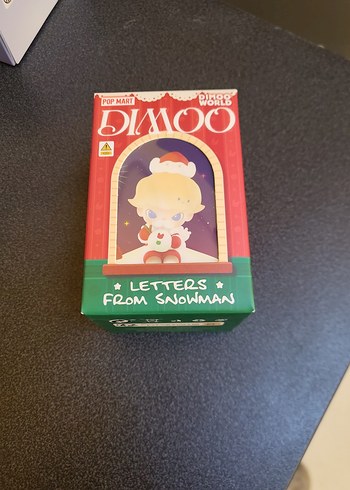 POP MART
DIMOO
WORLD
DIMOO
LETTERS
FROM SNOWMAN